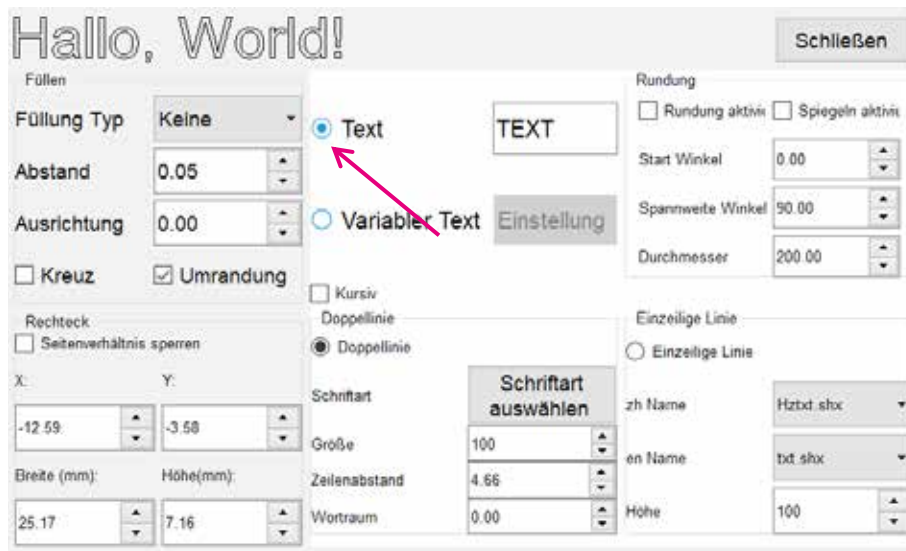 Hallo, World!
Schließen
Füllen
Füllung Typ Keine
Abstand 0.05
Ausrichtung 0.00
Kreuz Umrandung
Text TEXT
Variabler Text Einstellung
Kursiv
Rundung
Rundung aktivie Spiegeln aktivie
Start Winkel 0.00
Spannweite Winkel 90.00
Durchmesser 200.00
Rechteck
Seitenverhältnis sperren
X: Y:
-12.59 -3.58
Breite (mm): Höhe(mm):
25.17 7.16
Doppellinie
Doppellinie
Schriftart Schriftart auswählen
Größe 100
Zeilenabstand 4.66
Wortraum 0.00
Einzeilige Linie
Einzeilige Linie
zh Name Hztxt.shx
en Name txt.shx
Höhe 100